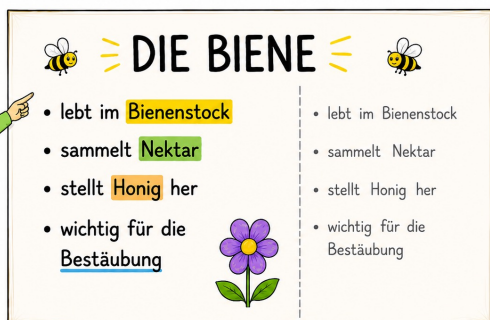 DIE BIENE
• lebt im Bienenstock
• sammelt Nektar
• stellt Honig her
• wichtig für die
Bestäubung
• lebt im Bienenstock
• sammelt Nektar
• stellt Honig her
• wichtig für die
Bestäubung